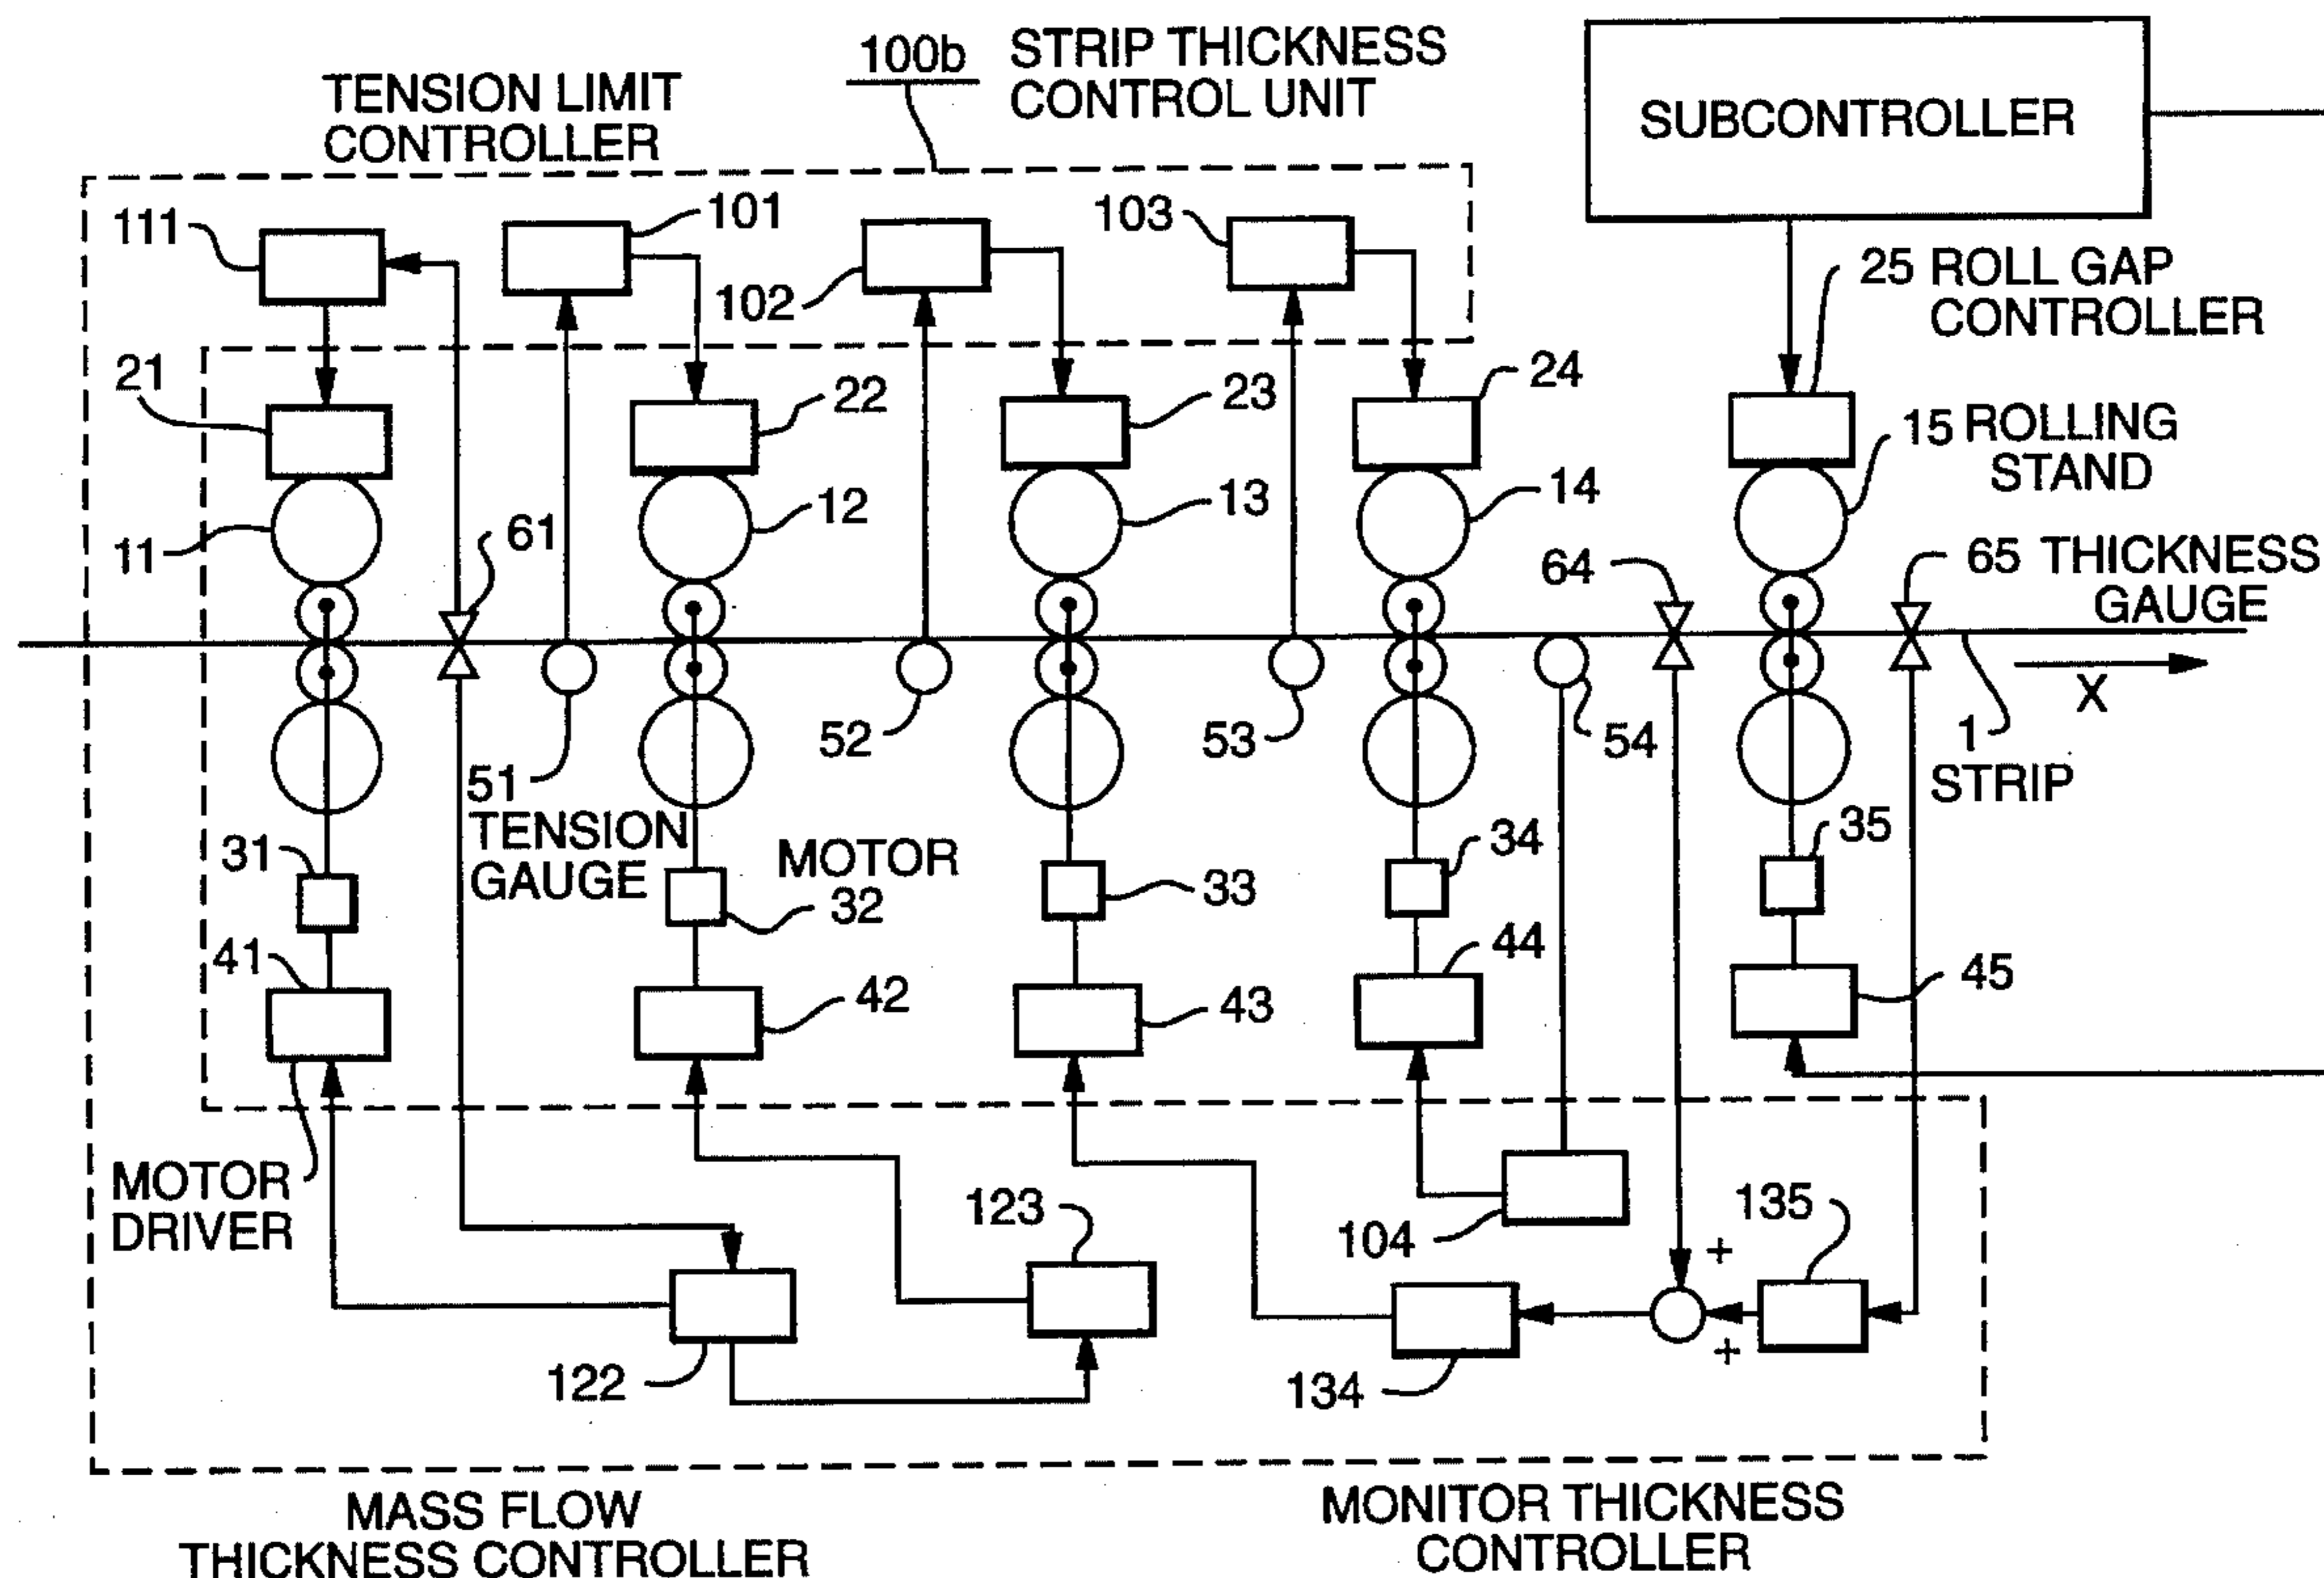 100b
STRIP THICKNESS
CONTROL UNIT
TENSION LIMIT
CONTROLLER
SUBCONTROLLER
111
101
102
103
25 ROLL GAP
CONTROLLER
21
22
23
24
15 ROLLING
STAND
11
61
12
13
14
64
65 THICKNESS
GAUGE
X
51
TENSION
GAUGE
52
53
54
1
STRIP
31
MOTOR
32
33
34
35
41
42
43
44
45
MOTOR
DRIVER
123
104
135
+
+
122
134
MASS FLOW
THICKNESS CONTROLLER
MONITOR THICKNESS
CONTROLLER